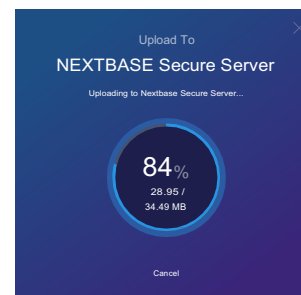 Upload To
NEXTBASE Secure Server
Uploading to Nextbase Secure Server...
84%
28.95 /
34.49 MB
Cancel